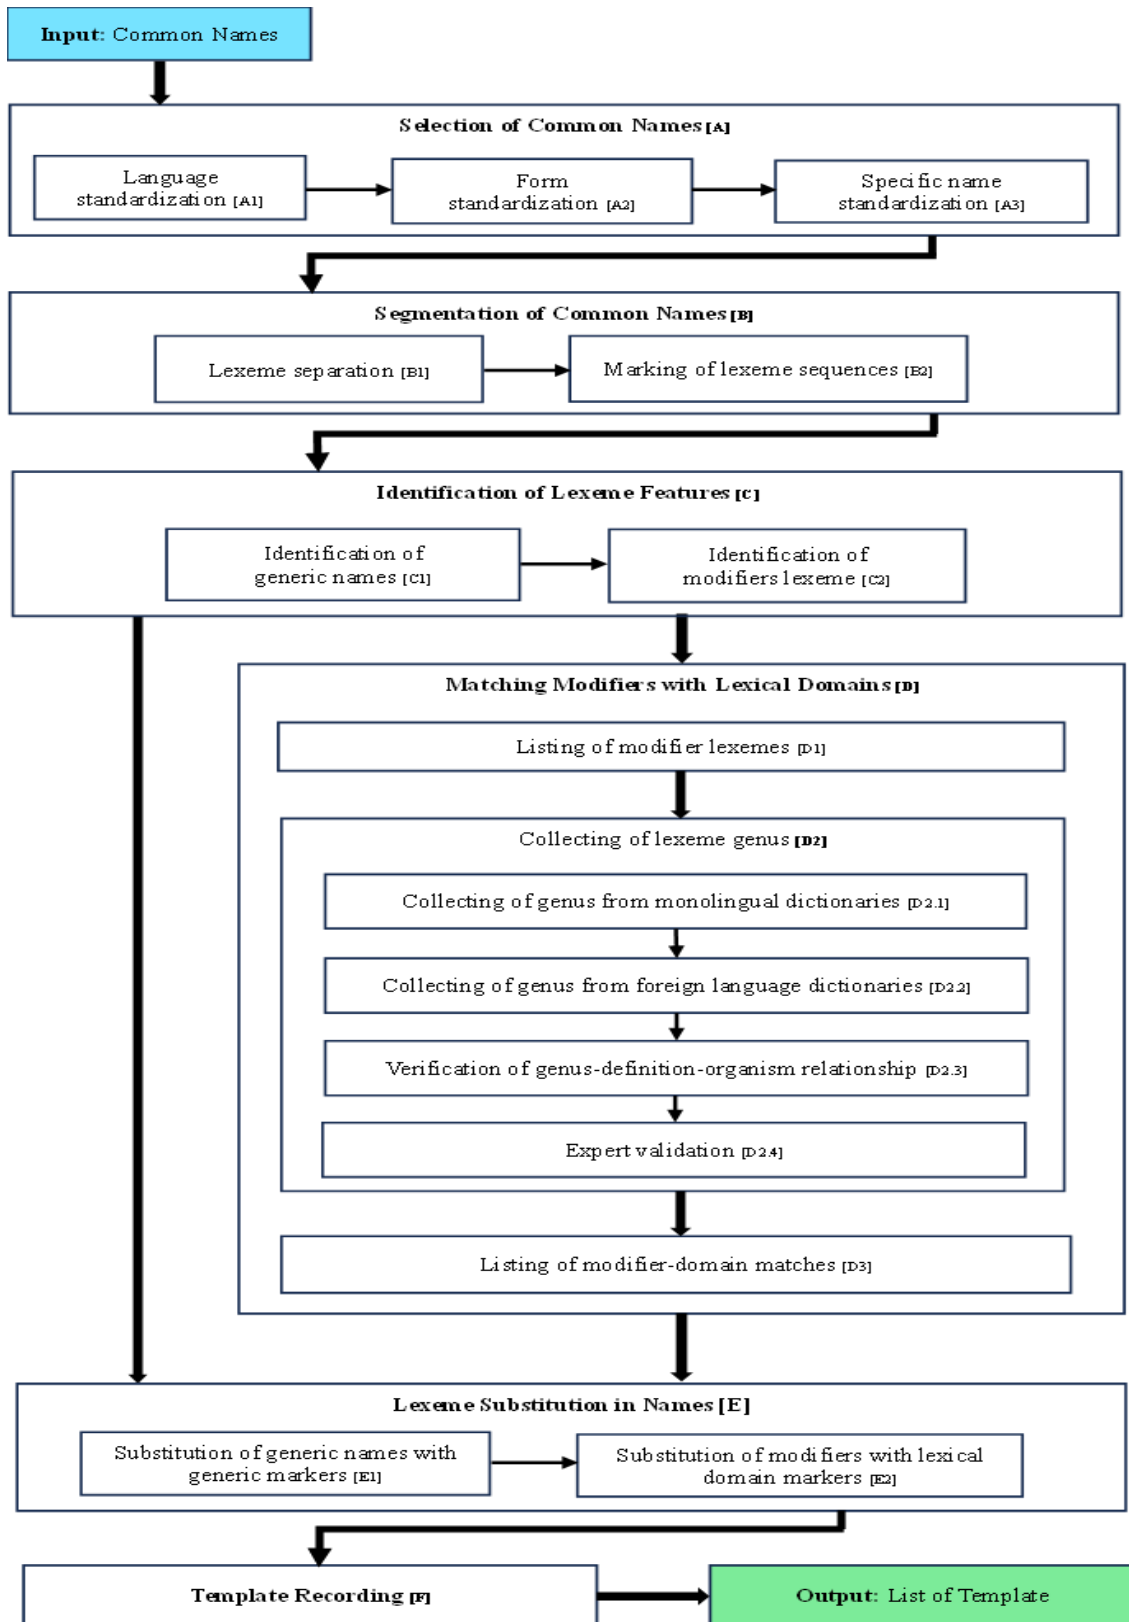 Input: Common Names
Selection of Common Names [A]
Language
standardization [A1]
Form
standardization [A2]
Specific name
standardization [A3]
Segmentation of Common Names [B]
Lexeme separation [B1]
Marking of lexeme sequences [B2]
Identification of Lexeme Features [C]
Identification of
generic names [C1]
Identification of
modifiers lexeme [C2]
Matching Modifiers with Lexical Domains [D]
Listing of modifier lexemes [D1]
Collecting of lexeme genus [D2]
Collecting of genus from monolingual dictionaries [D2.1]
Collecting of genus from foreign language dictionaries [D2.2]
Verification of genus-definition-organism relationship [D2.3]
Expert validation [D2.4]
Listing of modifier-domain matches [D3]
Lexeme Substitution in Names [E]
Substitution of generic names with
generic markers [E1]
Substitution of modifiers with lexical
domain markers [E2]
Template Recording [F]
Output: List of Template